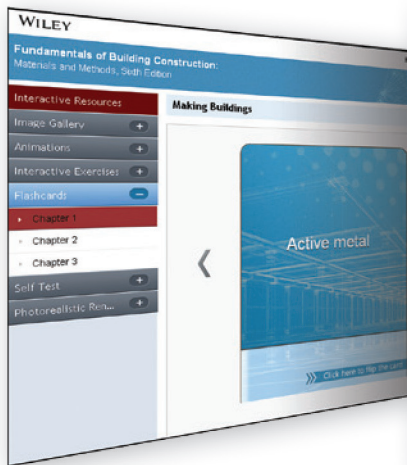 WILEY
Fundamentals of Building Construction:
Materials and Methods, Sixth Edition
Interactive Resources
Image Gallery
Animations
Interactive Exercises
Flashcards
Chapter 1
Chapter 2
Chapter 3
Self Test
Photorealistic Ren...
Making Buildings
Active metal
Click here to flip the card